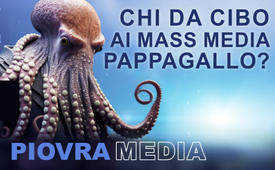 CHI DA CIBO
AI MASS MEDIA
PAPPAGALLO?
PIOVRA MEDIA